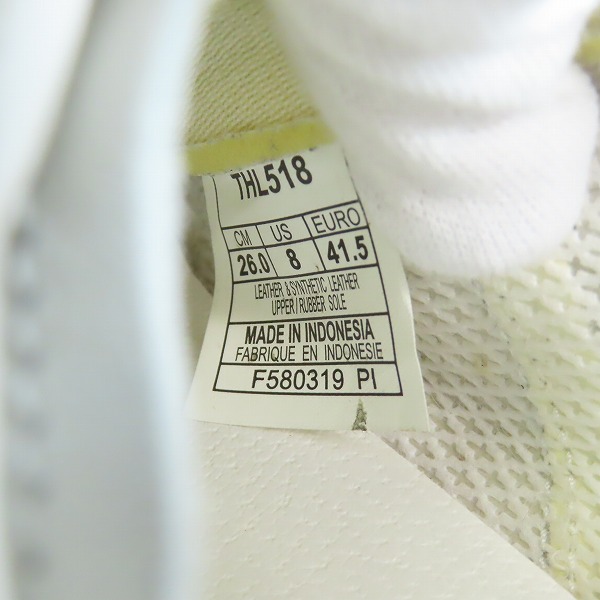 THL518
CM US EURO
26.0 8 41.5
LEATHER & SYNTHETIC LEATHER
UPPER / RUBBER SOLE
MADE IN INDONESIA
FABRIQUE EN INDONESIE
F580319 PI